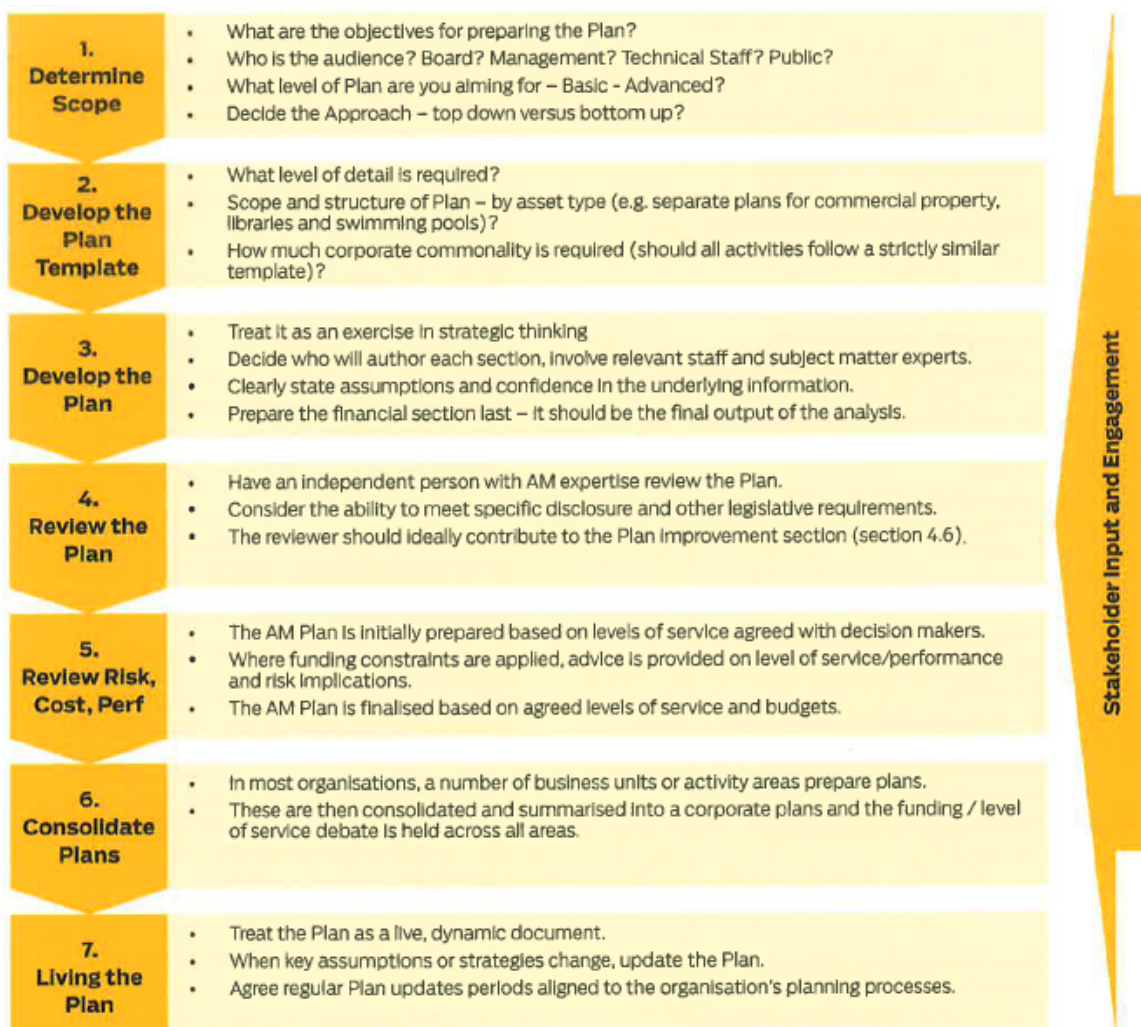 1.
Determine
Scope
• What are the objectives for preparing the Plan?
• Who is the audience? Board? Management? Technical Staff? Public?
• What level of Plan are you aiming for – Basic - Advanced?
• Decide the Approach – top down versus bottom up?
2.
Develop the
Plan
Template
• What level of detail is required?
• Scope and structure of Plan – by asset type (e.g. separate plans for commercial property,
libraries and swimming pools)?
• How much corporate commonality is required (should all activities follow a strictly similar
template)?
3.
Develop the
Plan
• Treat it as an exercise in strategic thinking
• Decide who will author each section, involve relevant staff and subject matter experts.
• Clearly state assumptions and confidence in the underlying information.
• Prepare the financial section last – it should be the final output of the analysis.
4.
Review the
Plan
• Have an independent person with AM expertise review the Plan.
• Consider the ability to meet specific disclosure and other legislative requirements.
• The reviewer should ideally contribute to the Plan improvement section (section 4.6).
5.
Review Risk,
Cost, Perf
• The AM Plan is initially prepared based on levels of service agreed with decision makers.
• Where funding constraints are applied, advice is provided on level of service/performance
and risk implications.
• The AM Plan is finalised based on agreed levels of service and budgets.
6.
Consolidate
Plans
• In most organisations, a number of business units or activity areas prepare plans.
• These are then consolidated and summarised into a corporate plans and the funding / level
of service debate is held across all areas.
7.
Living the
Plan
• Treat the Plan as a live, dynamic document.
• When key assumptions or strategies change, update the Plan.
• Agree regular Plan updates periods aligned to the organisation's planning processes.
Stakeholder Input and Engagement